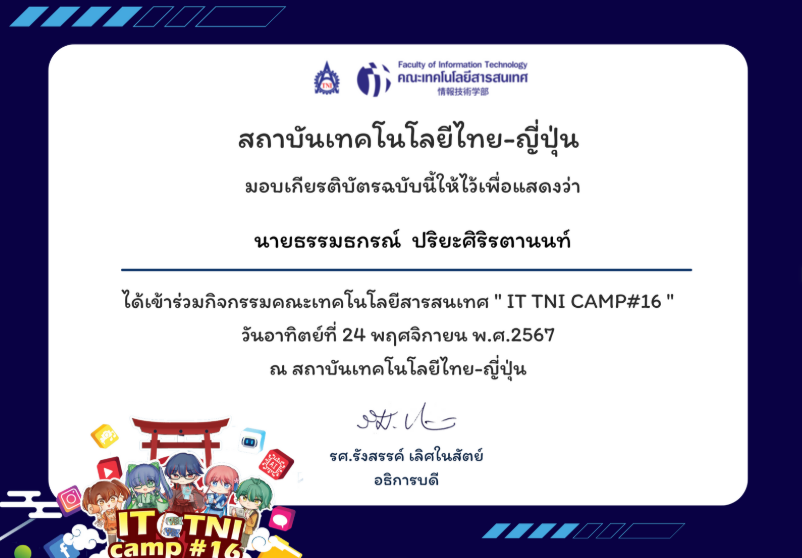 Faculty of Information Technology
คณะเทคโนโลยีสารสนเทศ
情報技術学部
TNI
สถาบันเทคโนโลยีไทย-ญี่ปุ่น
มอบเกียรติบัตรฉบับนี้ให้ไว้เพื่อแสดงว่า
นายธรรมธกรณ์ ปริยะศิริรตานนท์
ได้เข้าร่วมกิจกรรมคณะเทคโนโลยีสารสนเทศ " IT TNI CAMP#16 "
วันอาทิตย์ที่ 24 พฤศจิกายน พ.ศ.2567
ณ สถาบันเทคโนโลยีไทย-ญี่ปุ่น
รศ.รังสรรค์ เลิศในสัตย์
อธิการบดี
AI
IT TNI
camp #16